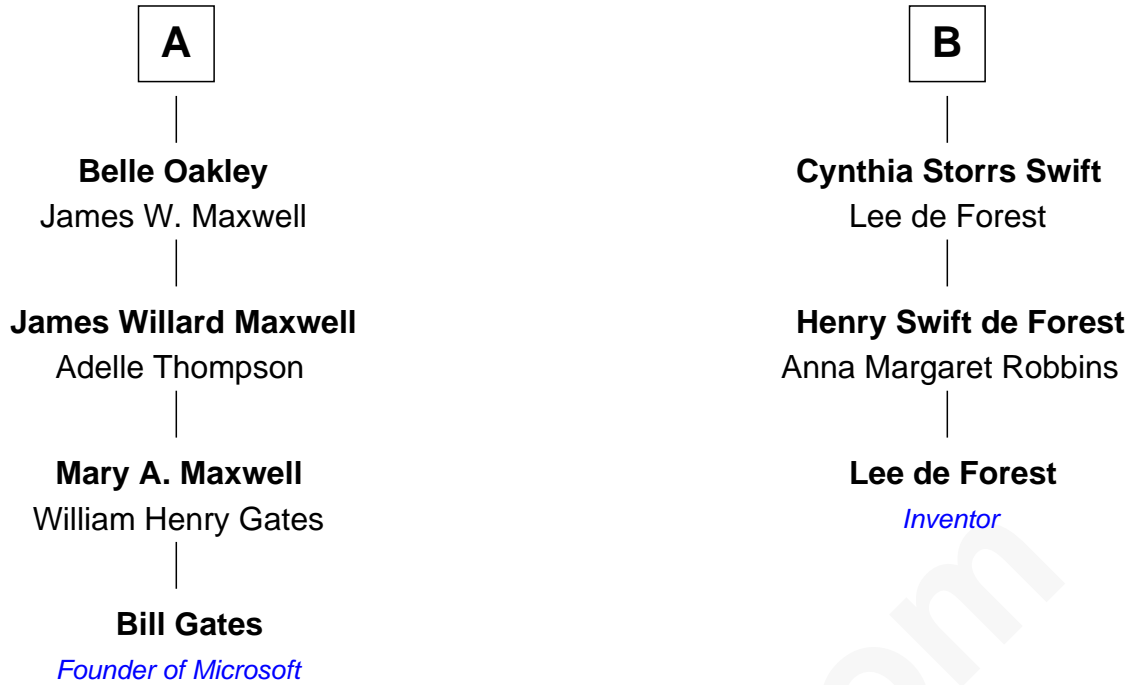 A
Belle Oakley
James W. Maxwell
James Willard Maxwell
Adelle Thompson
Mary A. Maxwell
William Henry Gates
Bill Gates
Founder of Microsoft
B
Cynthia Storrs Swift
Lee de Forest
Henry Swift de Forest
Anna Margaret Robbins
Lee de Forest
Inventor
om